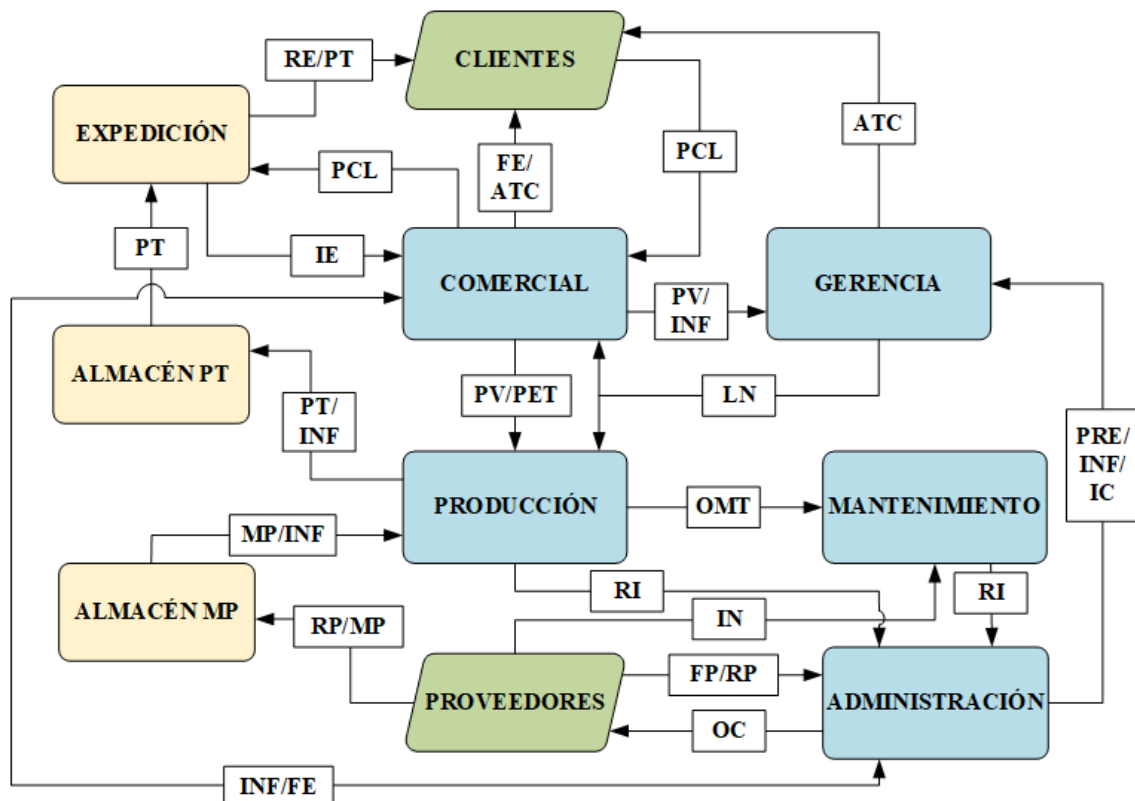 RE/PT
CLIENTES
EXPEDICIÓN
ATC
PCL
PCL
FE/
ATC
PT
IE
COMERCIAL
GERENCIA
PV/
INF
ALMACÉN PT
PV/PET
LN
PT/
INF
PRE/
INF/
IC
PRODUCCIÓN
OMT
MANTENIMIENTO
MP/INF
RI
RI
ALMACÉN MP
IN
RP/MP
FP/RP
PROVEEDORES
ADMINISTRACIÓN
OC
INF/FE